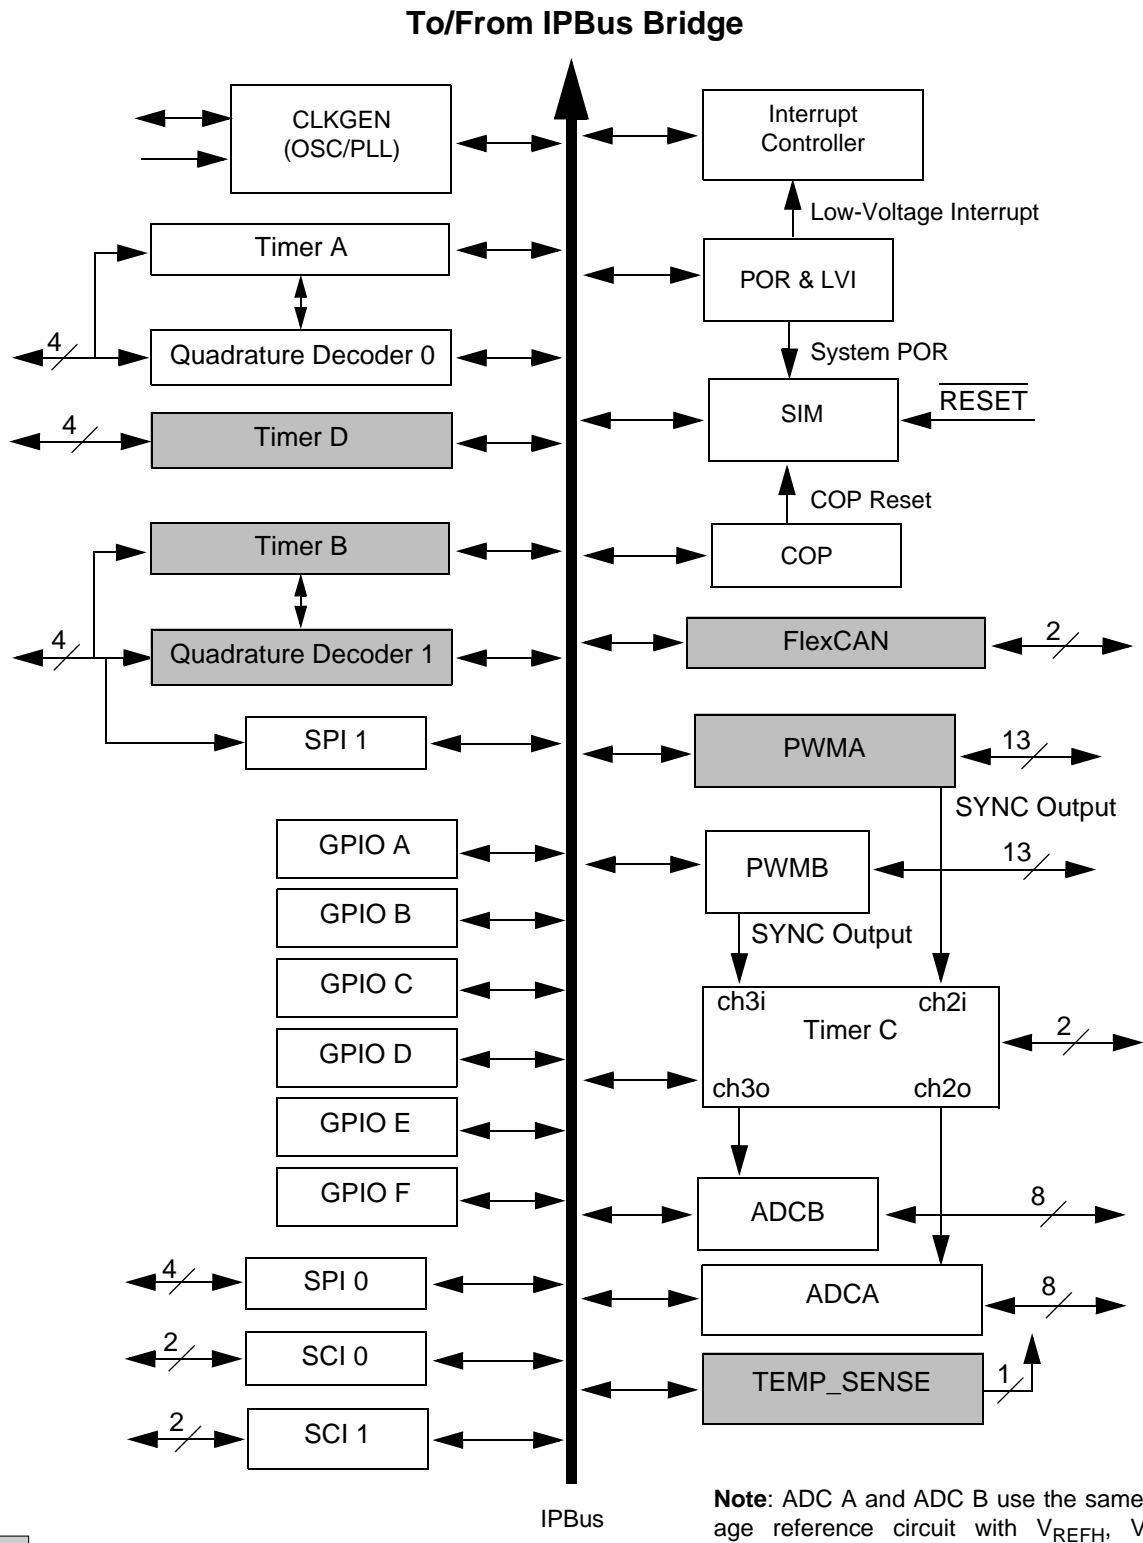 To/From IPBus Bridge
CLKGEN
(OSC/PLL)
Interrupt
Controller
Low-Voltage Interrupt
Timer A
POR & LVI
4
Quadrature Decoder 0
System POR
SIM
RESET
4
Timer D
COP Reset
Timer B
COP
4
Quadrature Decoder 1
FlexCAN
2
SPI 1
PWMA
13
SYNC Output
GPIO A
PWMB
13
GPIO B
SYNC Output
GPIO C
ch3i
ch2i
Timer C
2
GPIO D
ch3o
ch2o
GPIO E
GPIO F
ADCB
8
4
SPI 0
ADCA
8
2
SCI 0
TEMP_SENSE
1
2
SCI 1
IPBus
Note: ADC A and ADC B use the same
age reference circuit with VREFH, V